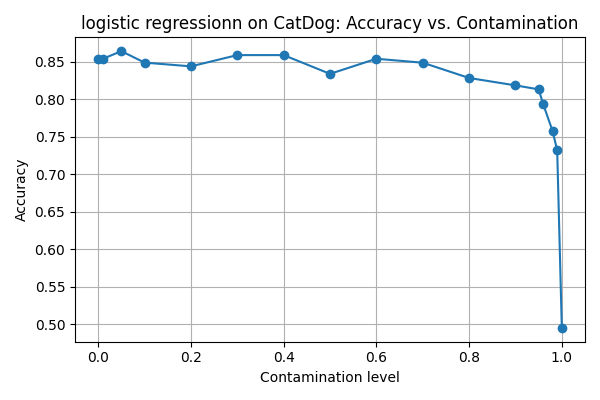 logistic regressionn on CatDog: Accuracy vs. Contamination
0.85
0.80
0.75
0.70
0.65
0.60
0.55
0.50
Accuracy
0.0 0.2 0.4 0.6 0.8 1.0
Contamination level